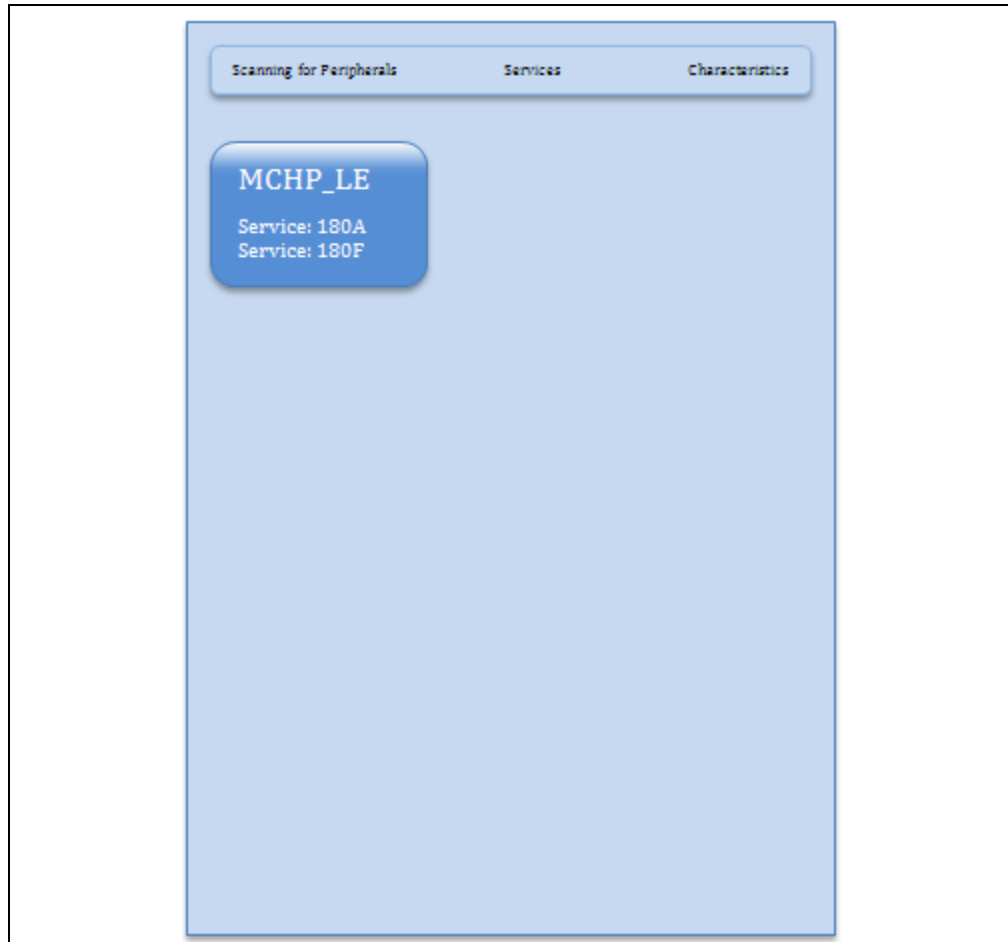 Scanning for Peripherals Services Characteristics
MCHP_LE
Service: 180A
Service: 180F